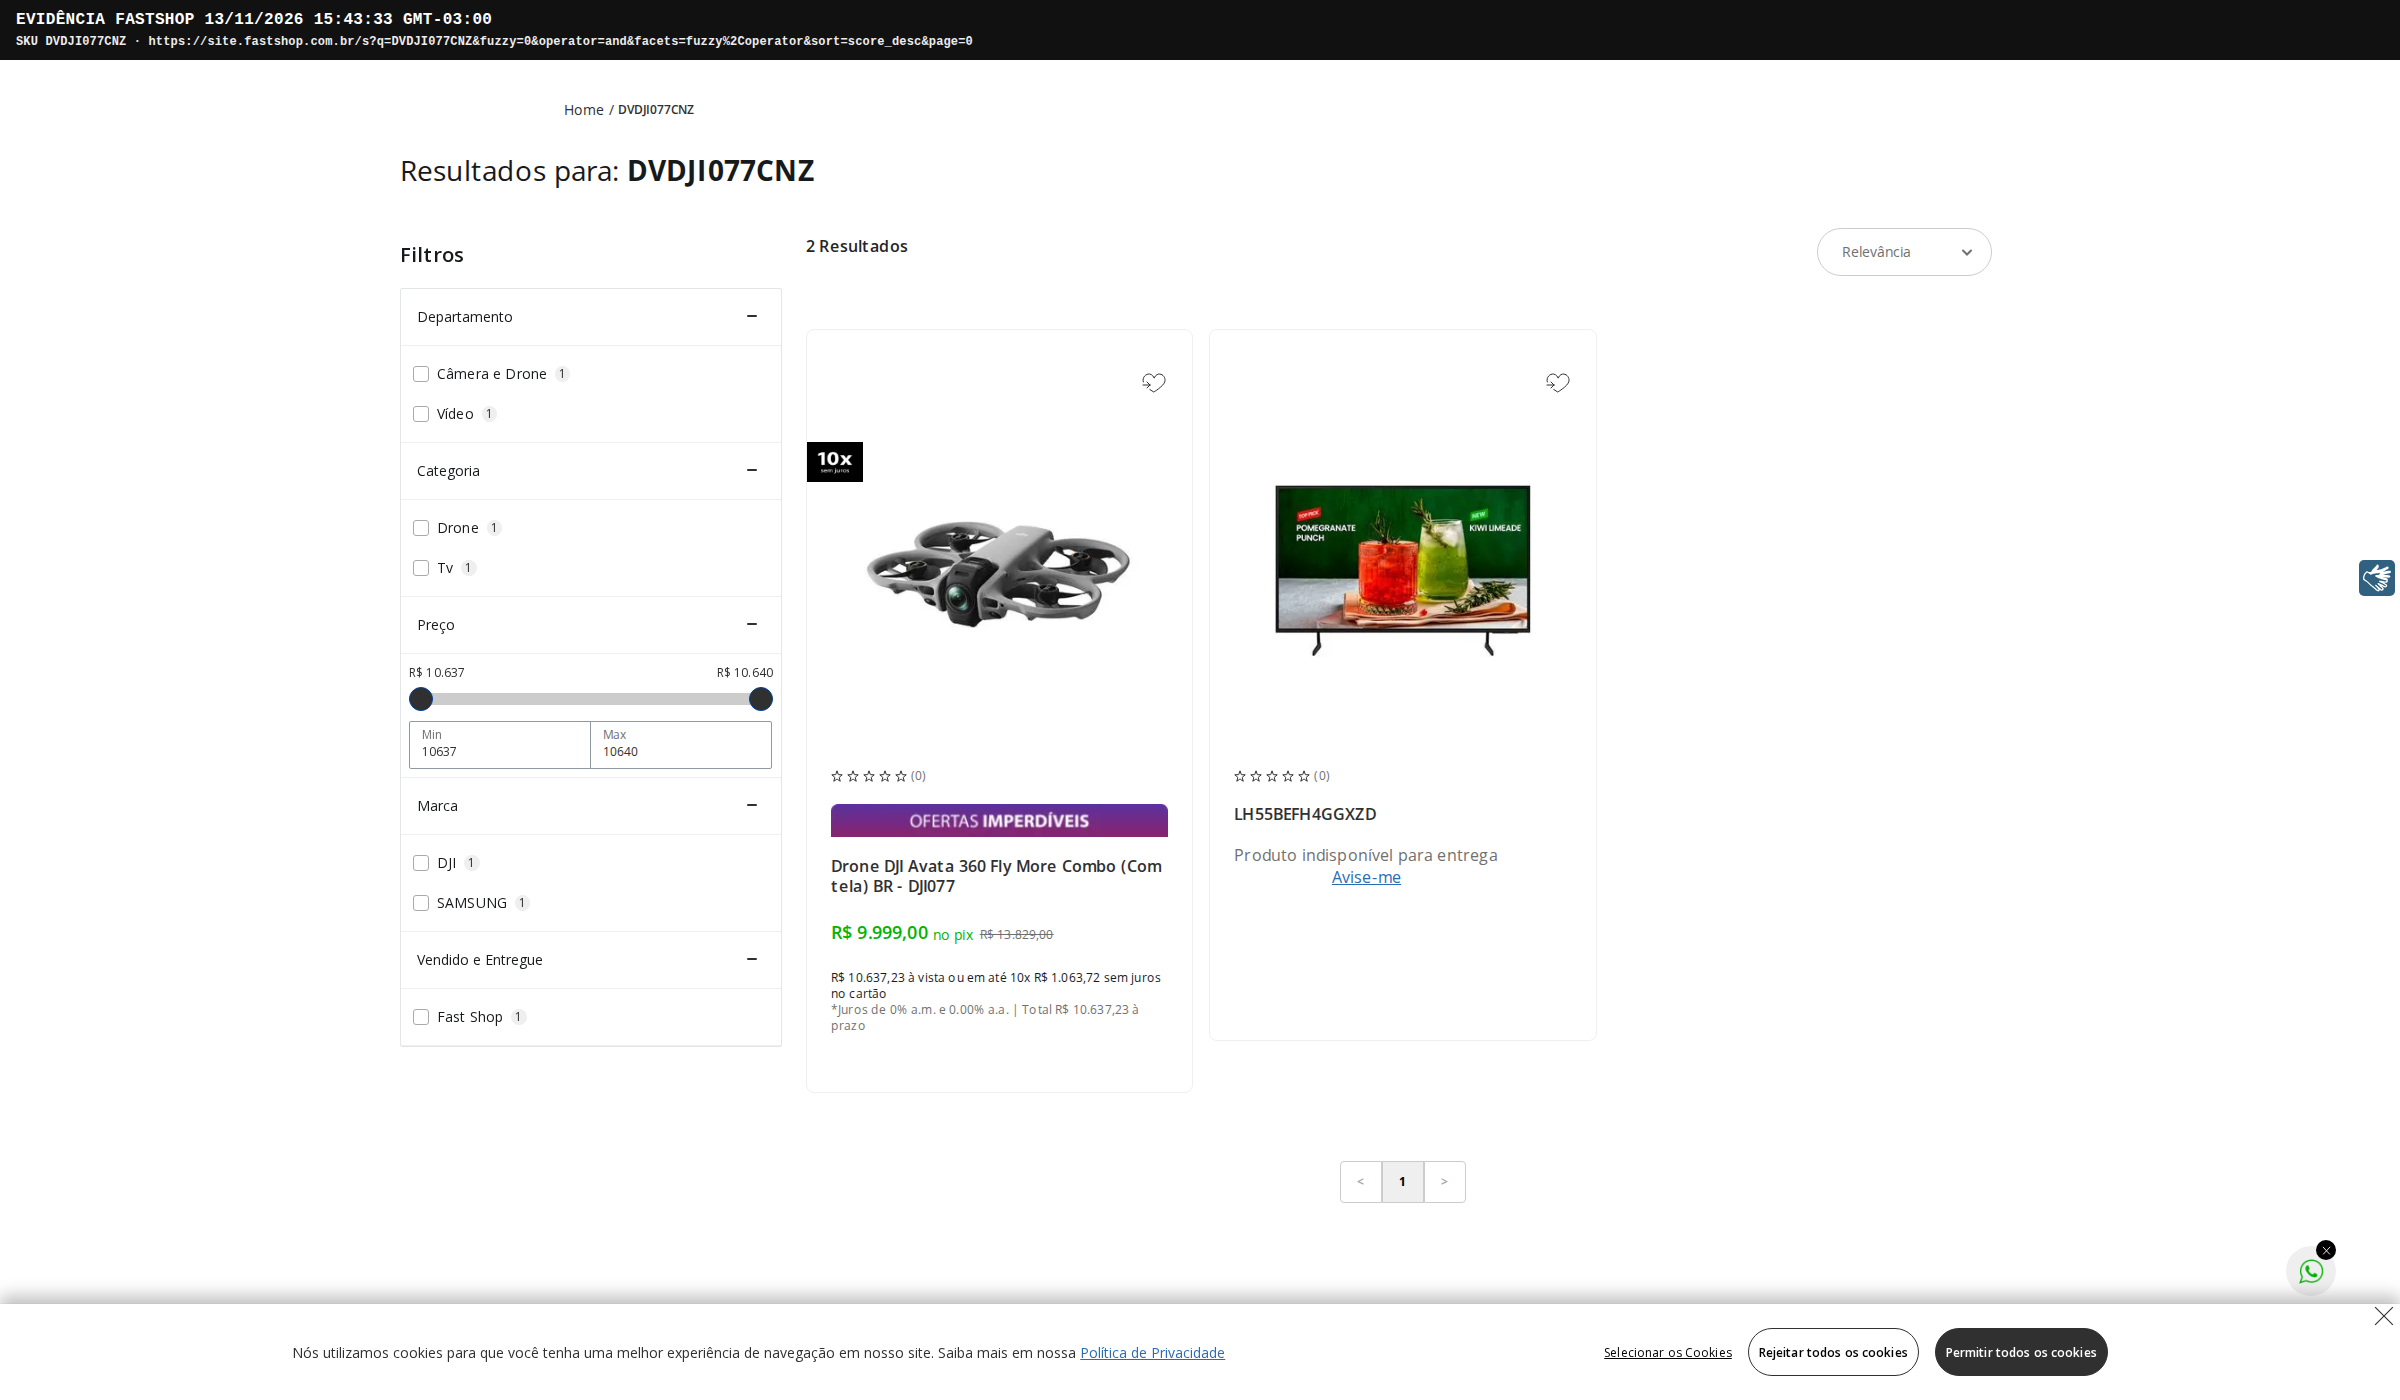 EVIDÊNCIA FASTSHOP 13/11/2026 15:43:33 GMT-03:00
SKU DVDJI077CNZ · https://site.fastshop.com.br/s?q=DVDJI077CNZ&fuzzy=0&operator=and&facets=fuzzy%2Coperator&sort=score_desc&page=0
Home / DVDJI077CNZ
Resultados para: DVDJI077CNZ
Filtros
2 Resultados
Relevância
Departamento
Câmera e Drone 1
Vídeo 1
Categoria
Drone 1
Tv 1
Preço
R$ 10.637 R$ 10.640
Min
10637
Max
10640
Marca
DJI 1
SAMSUNG 1
Vendido e Entregue
Fast Shop 1
10x
sem juros
(0)
OFERTAS IMPERDÍVEIS
Drone DJI Avata 360 Fly More Combo (Com
tela) BR - DJI077
R$ 9.999,00 no pix R$ 13.829,00
R$ 10.637,23 à vista ou em até 10x R$ 1.063,72 sem juros
no cartão
*Juros de 0% a.m. e 0.00% a.a. | Total R$ 10.637,23 à
prazo
TOP PICK
POMEGRANATE
PUNCH
NEW
KIWI LIMEADE
(0)
LH55BEFH4GGXZD
Produto indisponível para entrega
Avise-me
< 1 >
Nós utilizamos cookies para que você tenha uma melhor experiência de navegação em nosso site. Saiba mais em nossa Política de Privacidade
Selecionar os Cookies
Rejeitar todos os cookies
Permitir todos os cookies